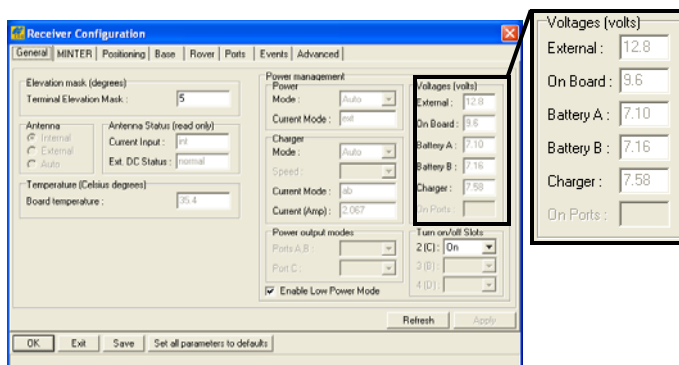 Receiver Configuration
General MINTER Positioning Base Rover Ports Events Advanced
Elevation mask (degrees)
Terminal Elevation Mask : 5
Antenna
Internal
External
Auto
Antenna Status (read only)
Current Input : int
Ext. DC Status : normal
Temperature (Celsius degrees)
Board temperature : 35.4
Power management
Power
Mode : Auto
Current Mode : ext
Charger
Mode : Auto
Speed :
Current Mode : ab
Current (Amp) : 2.067
Power output modes
Ports A,B :
Port C :
Enable Low Power Mode
Voltages (volts)
External : 12.8
On Board : 9.6
Battery A : 7.10
Battery B : 7.16
Charger : 7.58
On Ports :
Turn on/off Slots
2 (C) : On
3 (B) :
4 (D) :
Refresh Apply
OK Exit Save Set all parameters to defaults
Voltages (volts)
External : 12.8
On Board : 9.6
Battery A : 7.10
Battery B : 7.16
Charger : 7.58
On Ports :